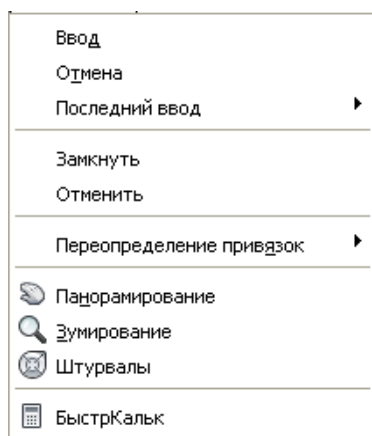 Ввод
Отмена
Последний ввод
Замкнуть
Отменить
Переопределение привязок
Панорамирование
Зумирование
Штурвалы
БыстрКальк